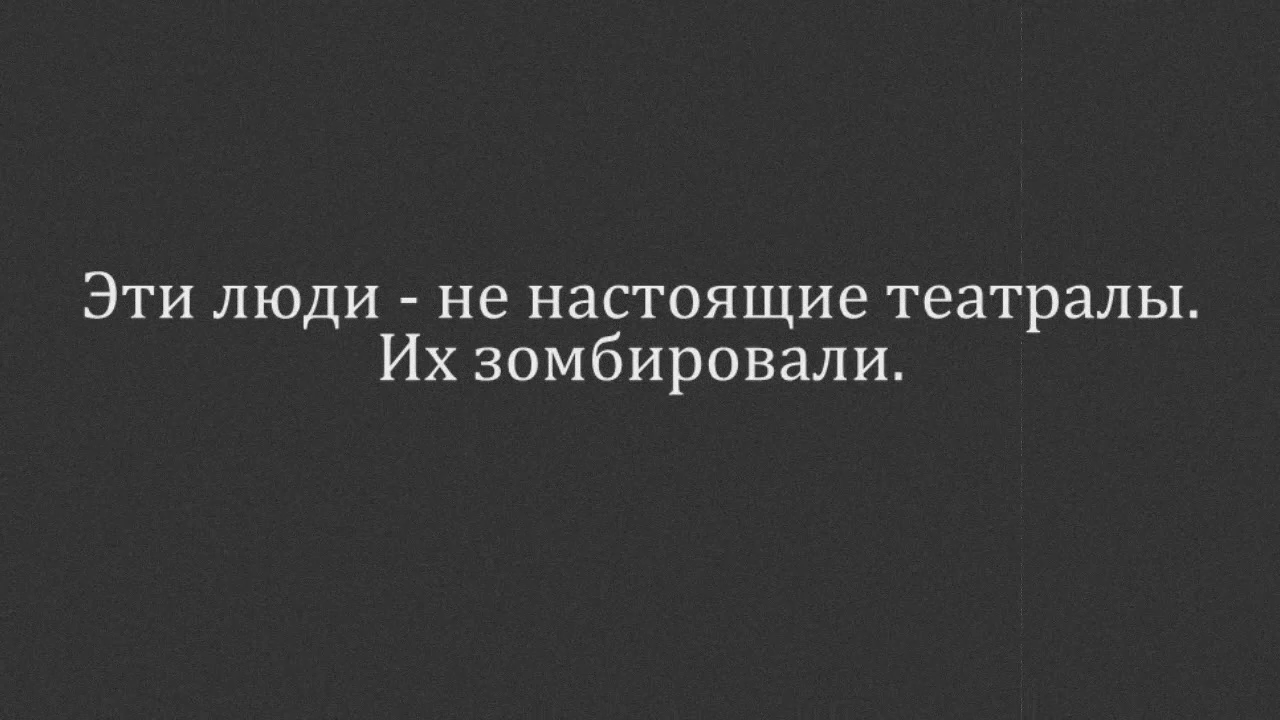 Эти люди - не настоящие театралы.
Их зомбировали.